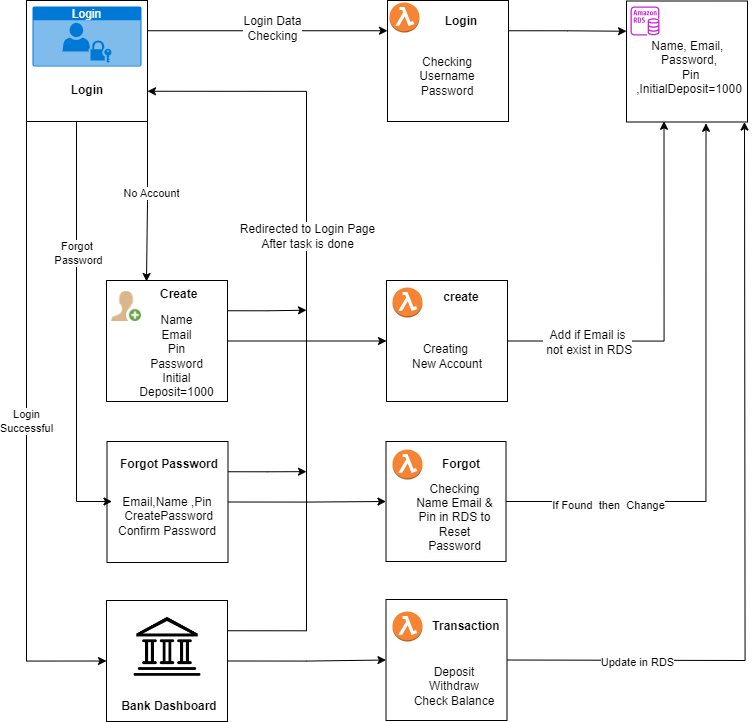 Login
Login
Login Data
Checking
Login
Checking
Username
Password
Amazon
RDS
Name, Email,
Password,
Pin
,InitialDeposit=1000
No Account
Forgot
Password
Redirected to Login Page
After task is done
Create
Name
Email
Pin
Password
Initial
Deposit=1000
create
Creating
New Account
Add if Email is
not exist in RDS
Login
Successful
Forgot Password
Email,Name ,Pin
CreatePassword
Confirm Password
Forgot
Checking
Name Email &
Pin in RDS to
Reset
Password
If Found then Change
Bank Dashboard
Transaction
Deposit
Withdraw
Check Balance
Update in RDS